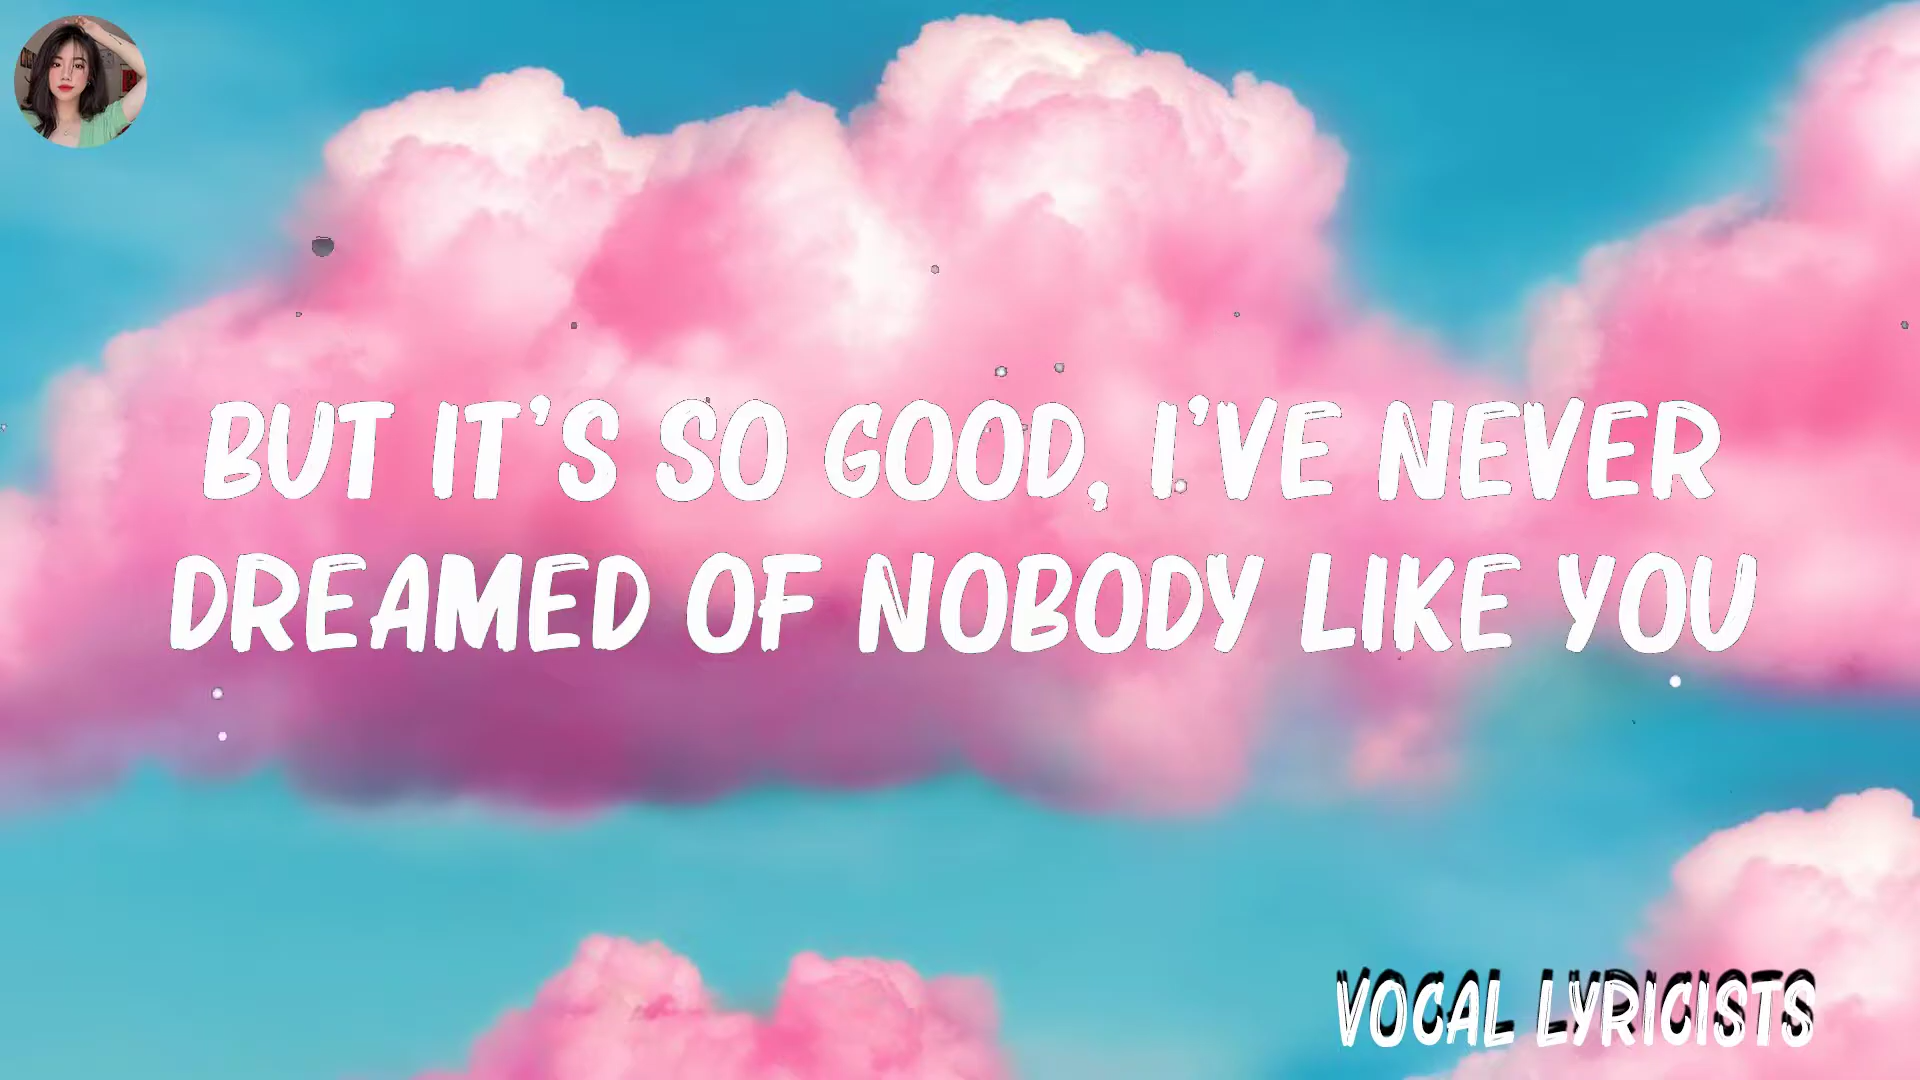 BUT IT'S SO GOOD, I'VE NEVER
DREAMED OF NOBODY LIKE YOU
VOCAL LYRICISTS